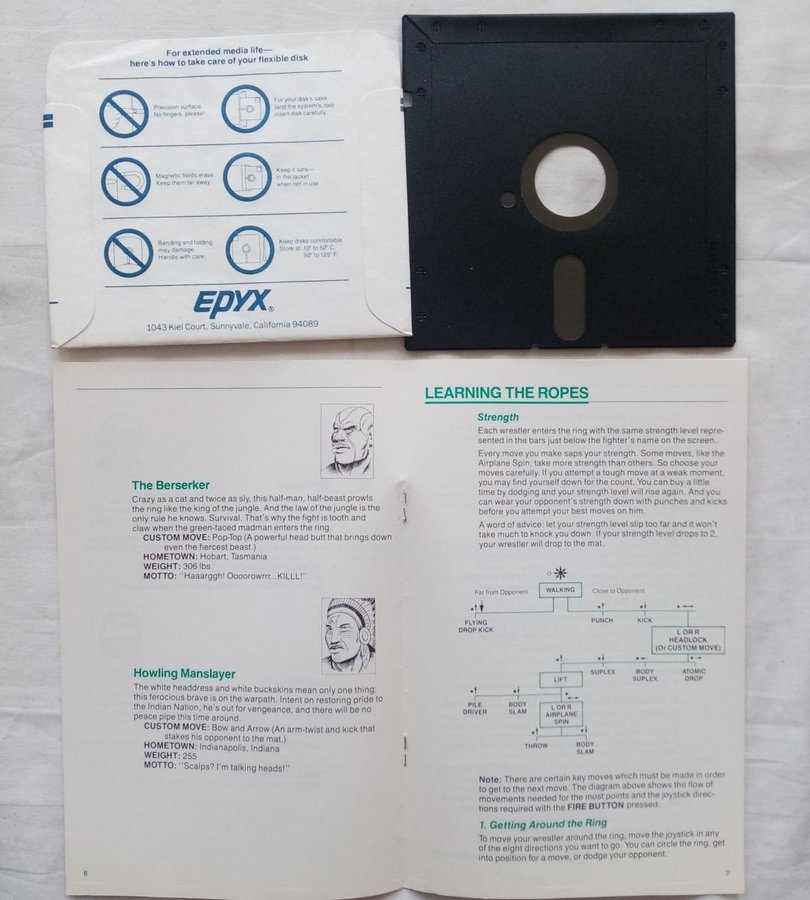 For extended media life—
here's how to take care of your flexible disk
Precision surface.
No fingers, please!
For your disk's sake
(and the system's, too)
insert disk carefully.
Magnetic fields erase.
Keep them far away.
Keep it safe—
in the jacket
when not in use.
Bending and folding
may damage.
Handle with care.
Keep disks comfortable.
Store at: 10° to 52° C.
50° to 125° F.
EPYX®
1043 Kiel Court, Sunnyvale, California 94089
The Berserker
Crazy as a cat and twice as sly, this half-man, half-beast prowls
the ring like the king of the jungle. And the law of the jungle is the
only rule he knows. Survival. That's why the fight is tooth and
claw when the green-faced madman enters the ring.
CUSTOM MOVE: Pop-Top (A powerful head butt that brings down
even the fiercest beast.)
HOMETOWN: Hobart, Tasmania
WEIGHT: 306 lbs.
MOTTO: "Haaarggh! Oooorowrrr...KILLL!"
Howling Manslayer
The white headdress and white buckskins mean only one thing:
this ferocious brave is on the warpath. Intent on restoring pride to
the Indian Nation, he's out for vengeance, and there will be no
peace pipe this time around.
CUSTOM MOVE: Bow and Arrow (An arm-twist and kick that
stakes his opponent to the mat.)
HOMETOWN: Indianapolis, Indiana
WEIGHT: 255
MOTTO: "Scalps? I'm talking heads!"
6
LEARNING THE ROPES
Strength
Each wrestler enters the ring with the same strength level repre-
sented in the bars just below the fighter's name on the screen.
Every move you make saps your strength. Some moves, like the
Airplane Spin, take more strength than others. So choose your
moves carefully. If you attempt a tough move at a weak moment,
you may find yourself down for the count. You can buy a little
time by dodging and your strength level will rise again. And you
can wear your opponent's strength down with punches and kicks
before you attempt your best moves on him.
A word of advice: let your strength slip too far and it won't
take much to knock you down. If your strength level drops to 2,
your wrestler will drop to the mat.
Far from Opponent
WALKING
Close to Opponent
FLYING
DROP KICK
PUNCH
KICK
L OR R
HEADLOCK
(Or CUSTOM MOVE)
LIFT
SUPLEX
BODY
SUPLEX
ATOMIC
DROP
PILE
DRIVER
BODY
SLAM
L OR R
AIRPLANE
SPIN
THROW
BODY
SLAM
Note: There are certain key moves which must be made in order
to get to the next move. The diagram above shows the flow of
movements needed for the most points and the joystick direc-
tions required with the FIRE BUTTON pressed.
1. Getting Around the Ring
To move your wrestler around the ring, move the joystick in any
of the eight directions you want to go. You can circle the ring, get
into position for a move, or dodge your opponent.
7